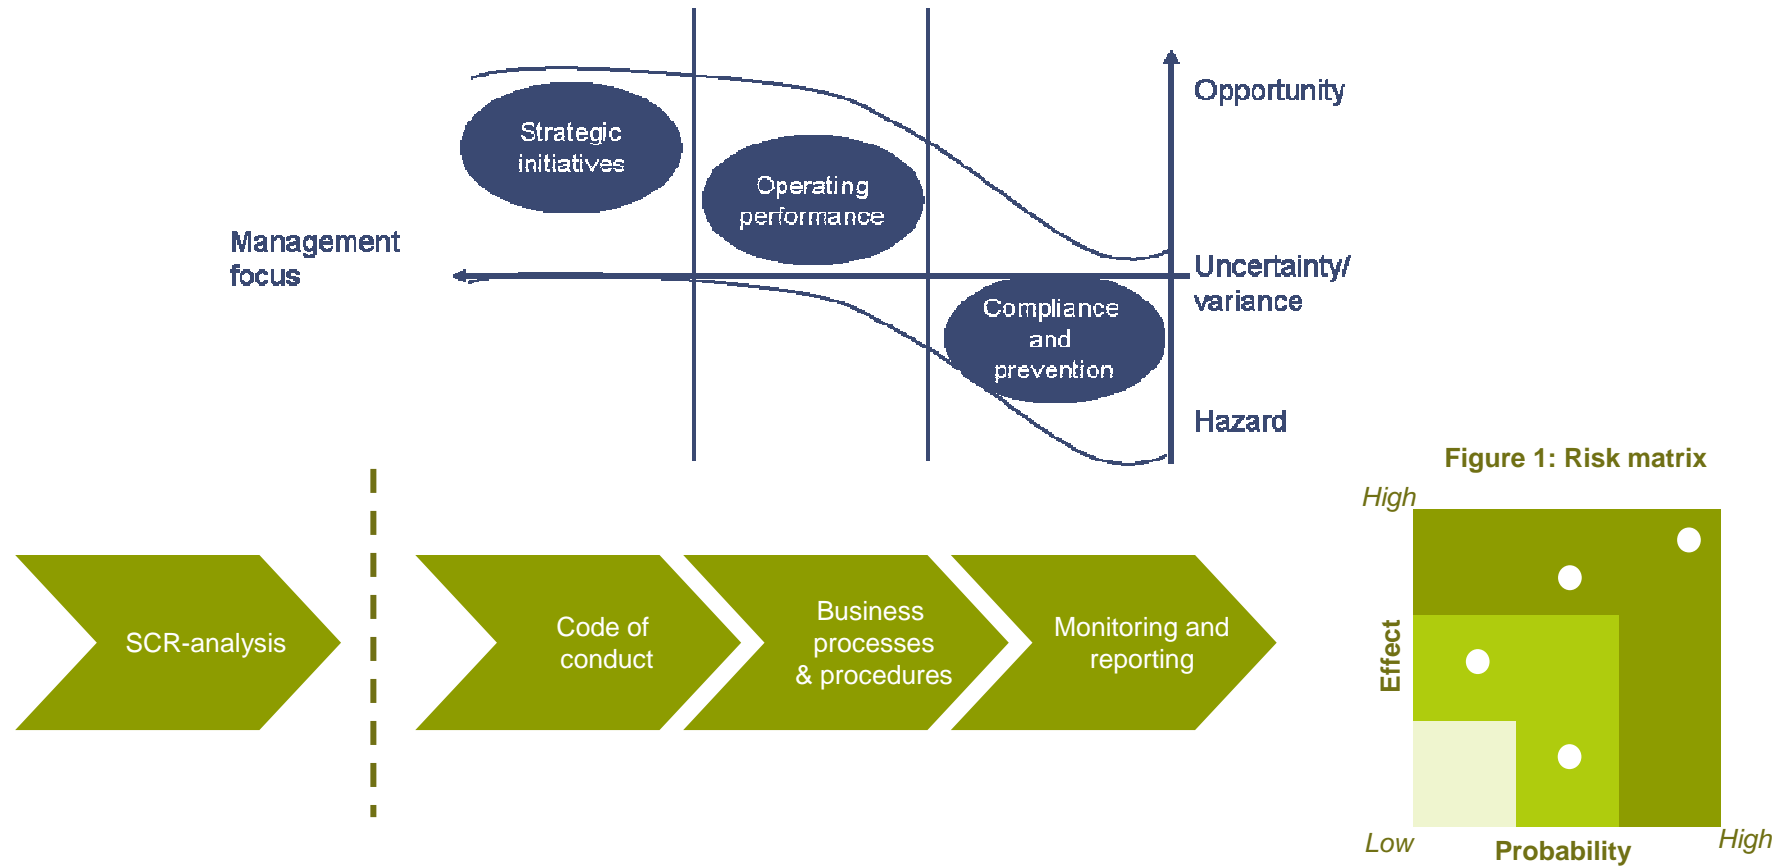 Opportunity
Strategic
initiatives
Operating
performance
Management
focus
Uncertainty/
variance
Compliance
and
prevention
Hazard
SCR-analysis
Code of
conduct
Business
processes
& procedures
Monitoring and
reporting
Figure 1: Risk matrix
High
Effect
Low
Probability
High